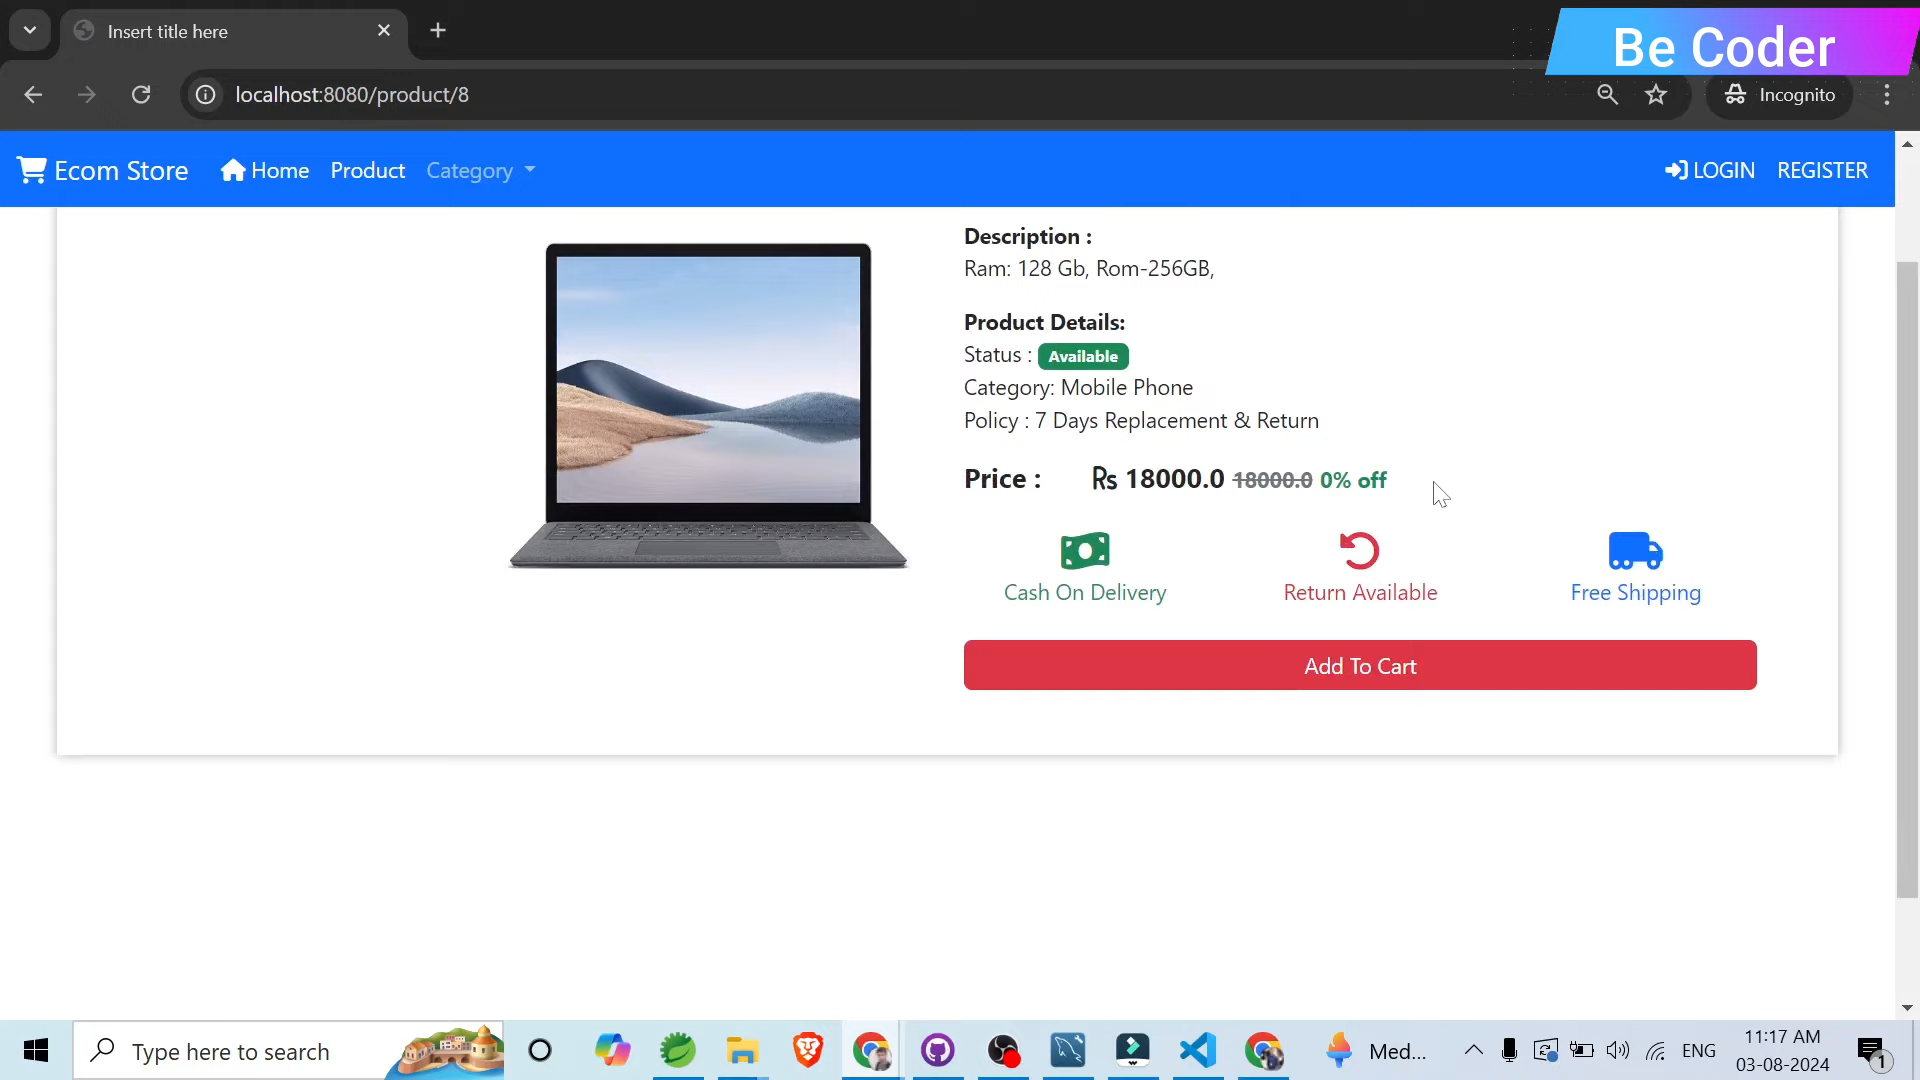 Insert title here
Be Coder
localhost:8080/product/8
Incognito
Ecom Store
Home
Product
Category
LOGIN
REGISTER
Description :
Ram: 128 Gb, Rom-256GB,
Product Details:
Status : Available
Category: Mobile Phone
Policy : 7 Days Replacement & Return
Price : ₨ 18000.0 18000.0 0% off
Cash On Delivery
Return Available
Free Shipping
Add To Cart
Type here to search
Med...
ENG
11:17 AM
03-08-2024
1